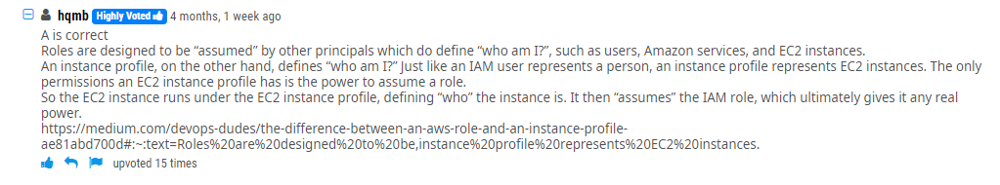 hqmb Highly Voted 4 months, 1 week ago
A is correct
Roles are designed to be “assumed” by other principals which do define “who am I?”, such as users, Amazon services, and EC2 instances.
An instance profile, on the other hand, defines “who am I?” Just like an IAM user represents a person, an instance profile represents EC2 instances. The only
permissions an EC2 instance profile has is the power to assume a role.
So the EC2 instance runs under the EC2 instance profile, defining “who” the instance is. It then “assumes” the IAM role, which ultimately gives it any real
power.
https://medium.com/devops-dudes/the-difference-between-an-aws-role-and-an-instance-profile-
ae81abd700d#:~:text=Roles%20are%20designed%20to%20be,instance%20profile%20represents%20EC2%20instances.
upvoted 15 times